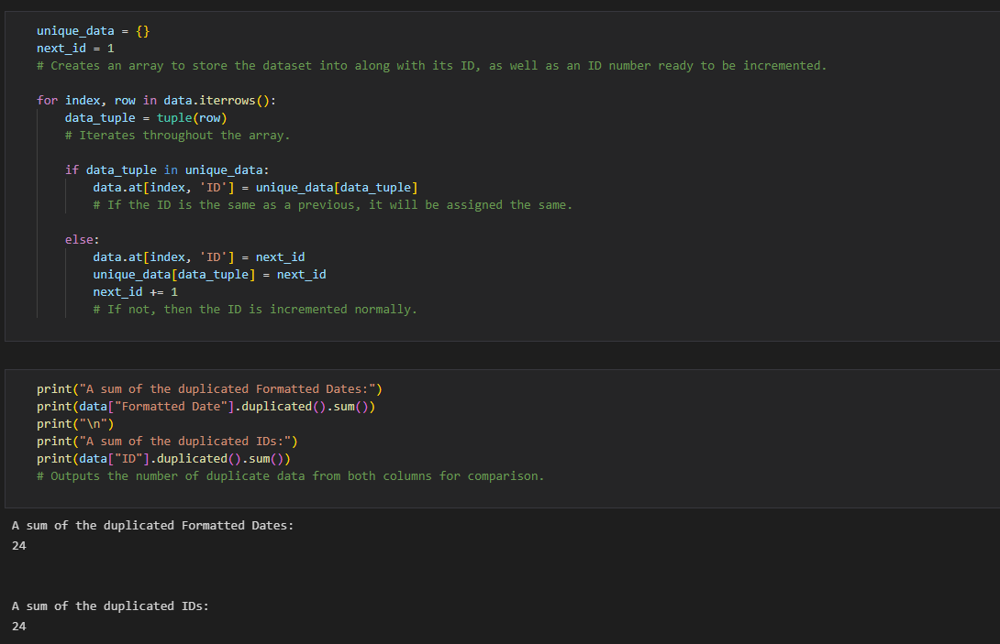 unique_data = {}
next_id = 1
# Creates an array to store the dataset into along with its ID, as well as an ID number ready to be incremented.
for index, row in data.iterrows():
data_tuple = tuple(row)
# Iterates throughout the array.
if data_tuple in unique_data:
data.at[index, 'ID'] = unique_data[data_tuple]
# If the ID is the same as a previous, it will be assigned the same.
else:
data.at[index, 'ID'] = next_id
unique_data[data_tuple] = next_id
next_id += 1
# If not, then the ID is incremented normally.
print("A sum of the duplicated Formatted Dates:")
print(data["Formatted Date"].duplicated().sum())
print("\n")
print("A sum of the duplicated IDs:")
print(data["ID"].duplicated().sum())
# Outputs the number of duplicate data from both columns for comparison.
A sum of the duplicated Formatted Dates:
24
A sum of the duplicated IDs:
24